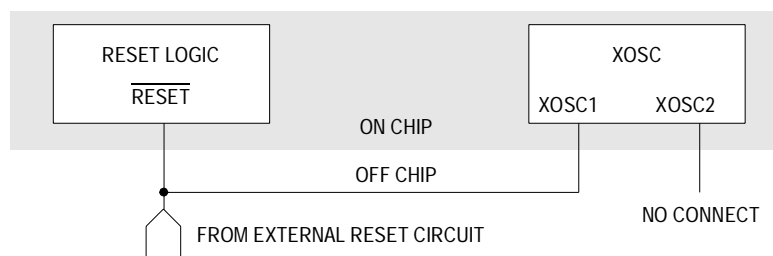 RESET LOGIC
RESET
XOSC
XOSC1
XOSC2
ON CHIP
OFF CHIP
NO CONNECT
FROM EXTERNAL RESET CIRCUIT